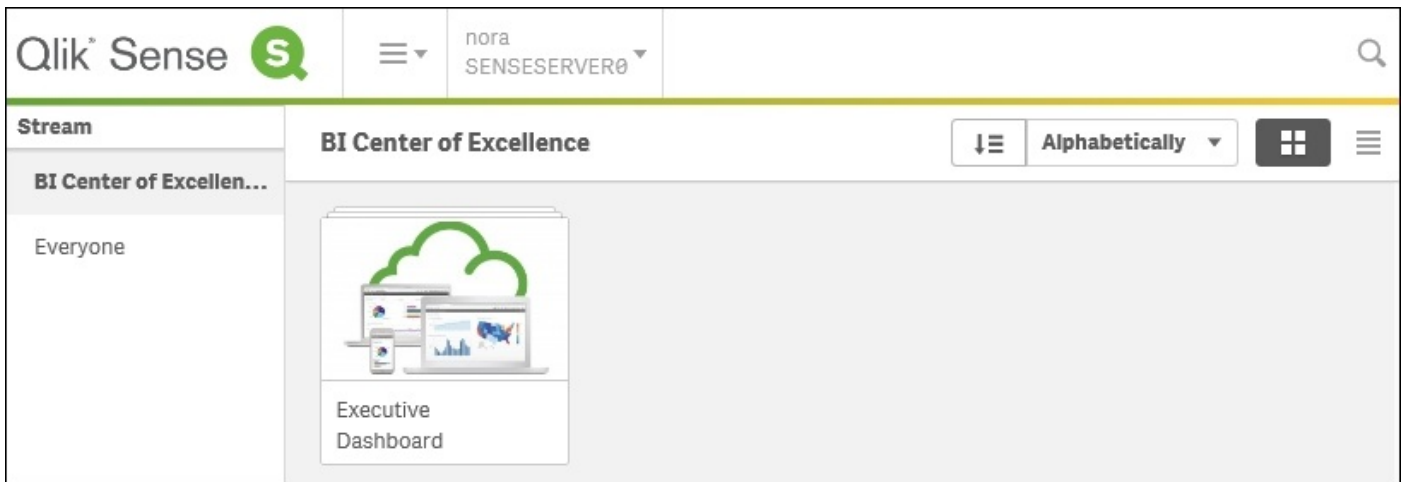 Qlik Sense S
nora
SENSESERVER0
Stream
BI Center of Excellen...
Everyone
BI Center of Excellence
Alphabetically
Executive
Dashboard